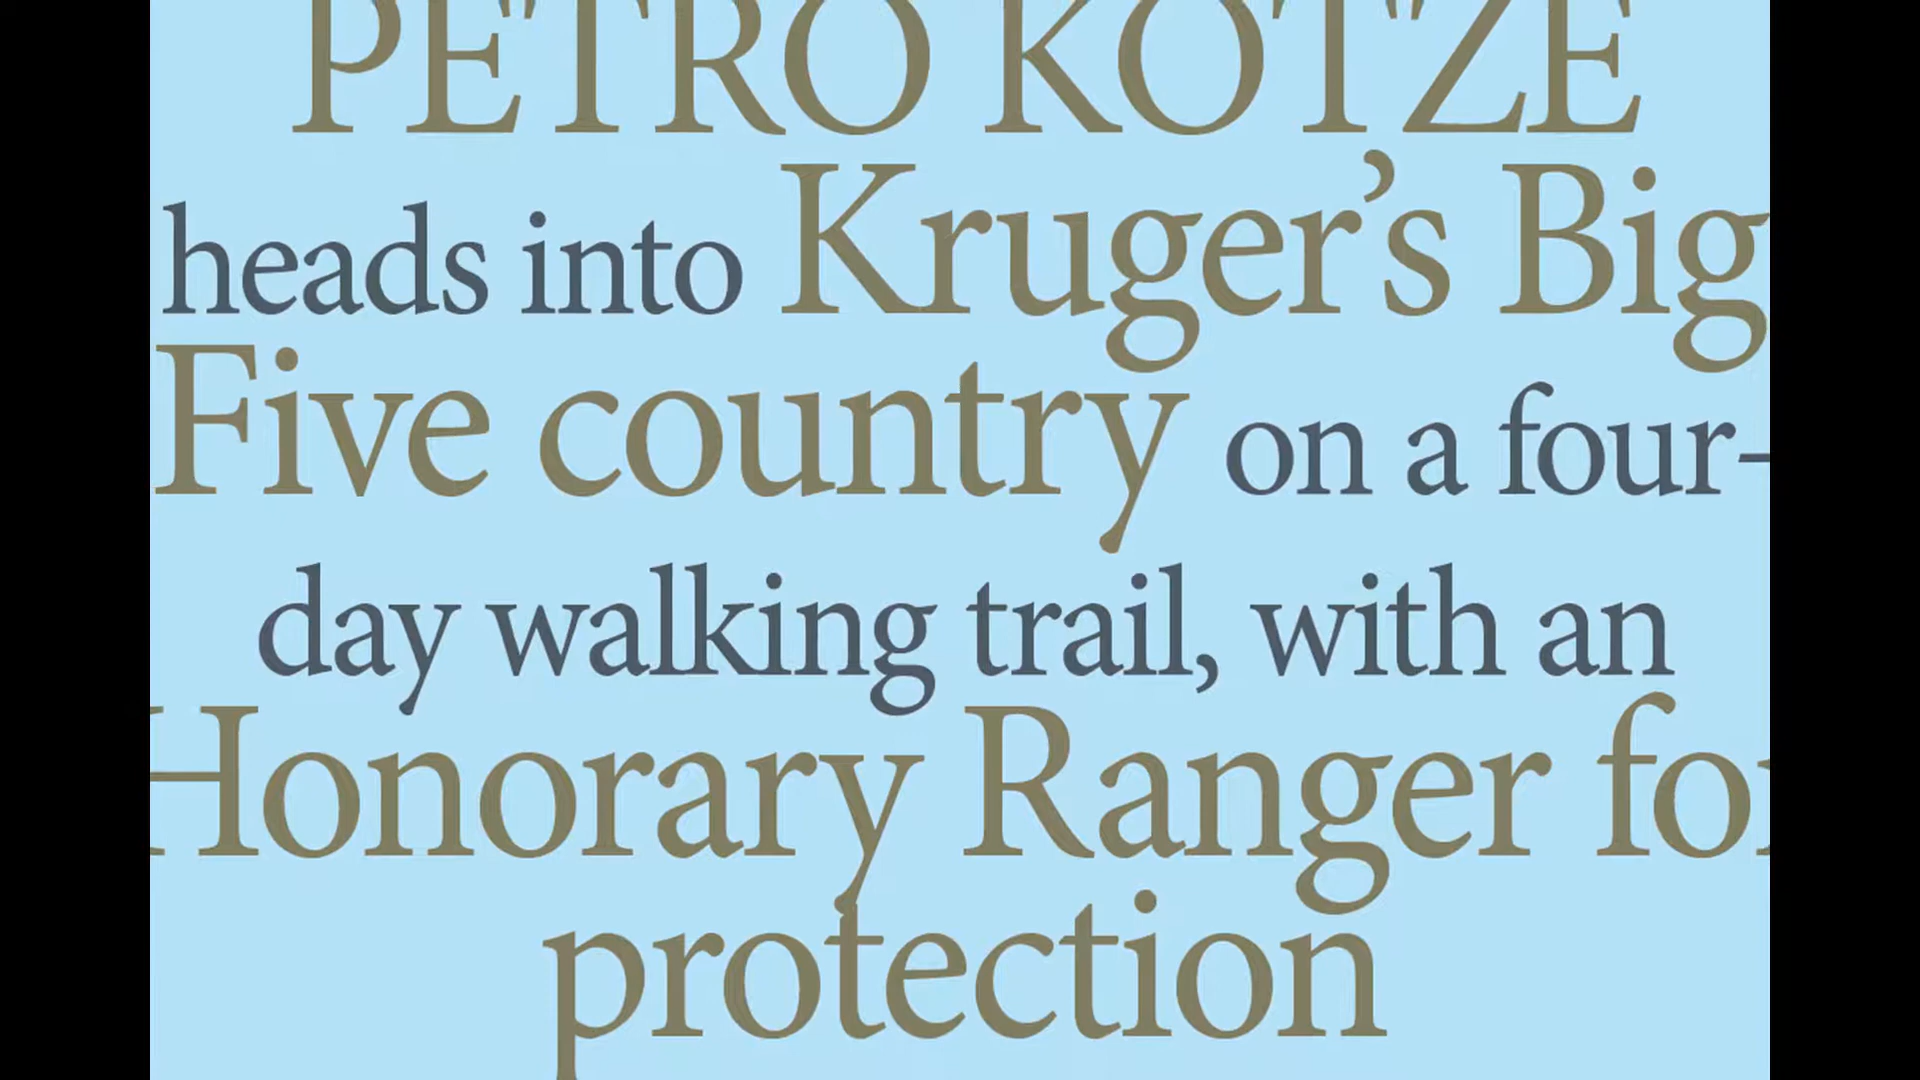 PETRO KOTZE
heads into Kruger’s Big
Five country on a four-
day walking trail, with an
Honorary Ranger for
protection